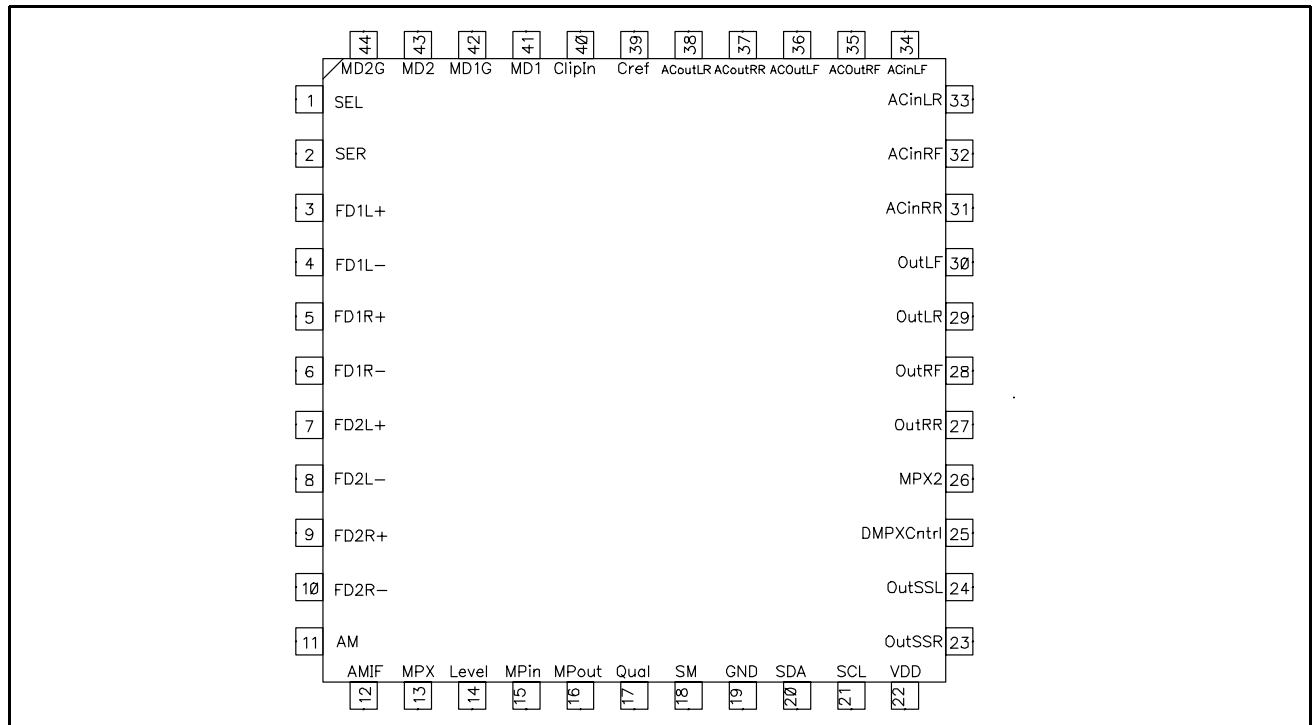 44 43 42 41 40 39 38 37 36 35 34
MD2G MD2 MD1G MD1 ClipIn Cref ACoutLR ACoutRR ACOutLF ACOutRF ACinLF
1 SEL ACinLR 33
2 SER ACinRF 32
3 FD1L+ ACinRR 31
4 FD1L− OutLF 30
5 FD1R+ OutLR 29
6 FD1R− OutRF 28
7 FD2L+ OutRR 27
8 FD2L− MPX2 26
9 FD2R+ DMPXCntrl 25
10 FD2R− OutSSL 24
11 AM OutSSR 23
AMIF MPX Level MPin MPout Qual SM GND SDA SCL VDD
12 13 14 15 16 17 18 19 20 21 22